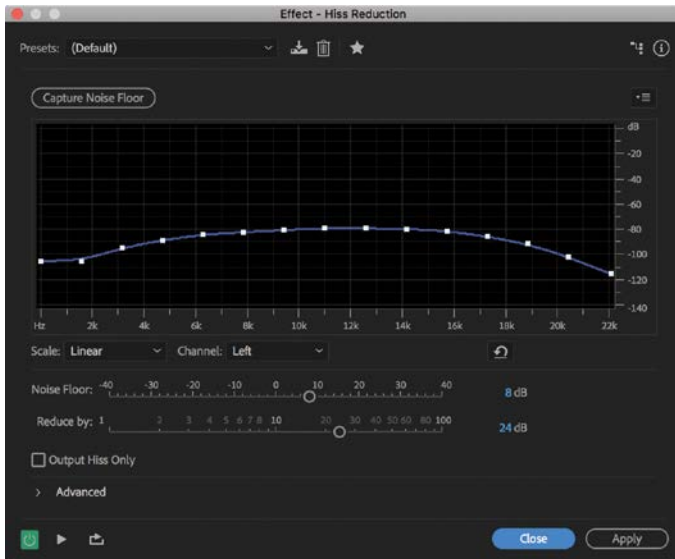 Effect - Hiss Reduction
Presets: (Default)
Capture Noise Floor
dB
-20
-40
-60
-80
-100
-120
-140
Hz 2k 4k 6k 8k 10k 12k 14k 16k 18k 20k 22k
Scale: Linear Channel: Left
Noise Floor: -40 -30 -20 -10 0 10 20 30 40 8 dB
Reduce by: 1 2 3 4 5 6 7 8 10 20 30 40 50 60 80 100 24 dB
Output Hiss Only
Advanced
Close Apply